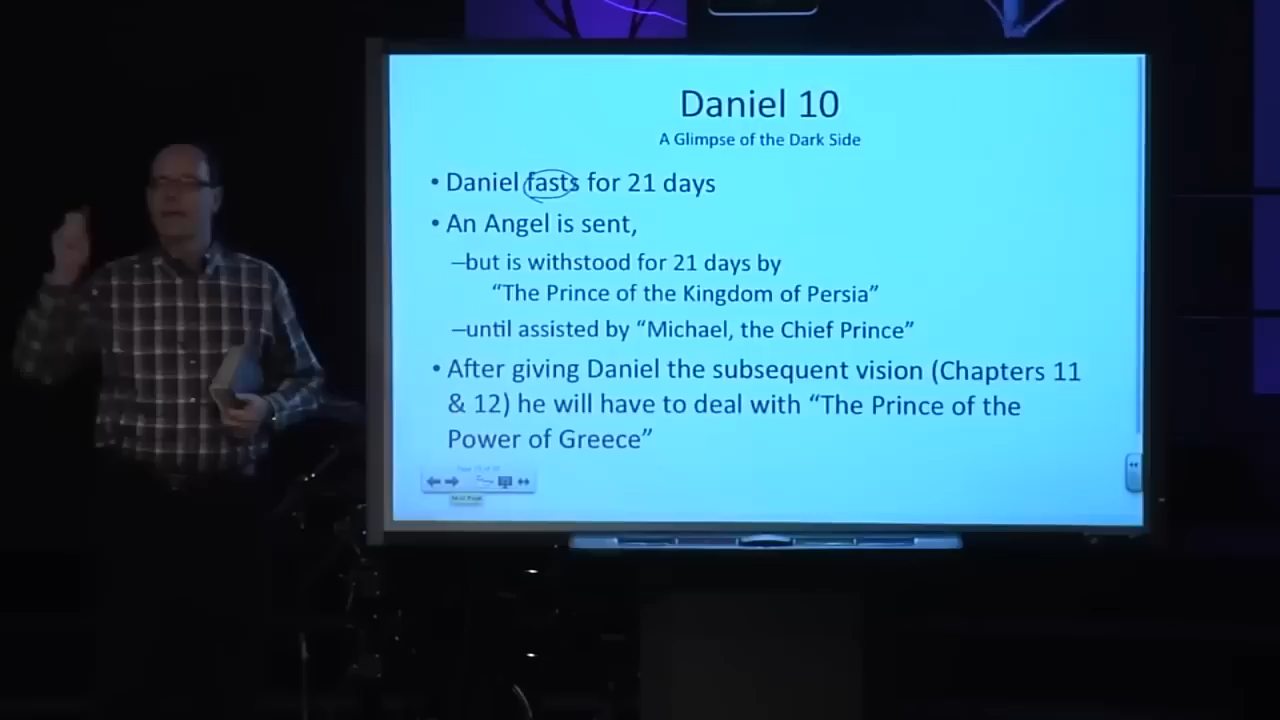 Daniel 10
A Glimpse of the Dark Side
• Daniel fasts for 21 days
• An Angel is sent,
–but is withstood for 21 days by
“The Prince of the Kingdom of Persia”
–until assisted by “Michael, the Chief Prince”
• After giving Daniel the subsequent vision (Chapters 11
& 12) he will have to deal with “The Prince of the
Power of Greece”
Next Page